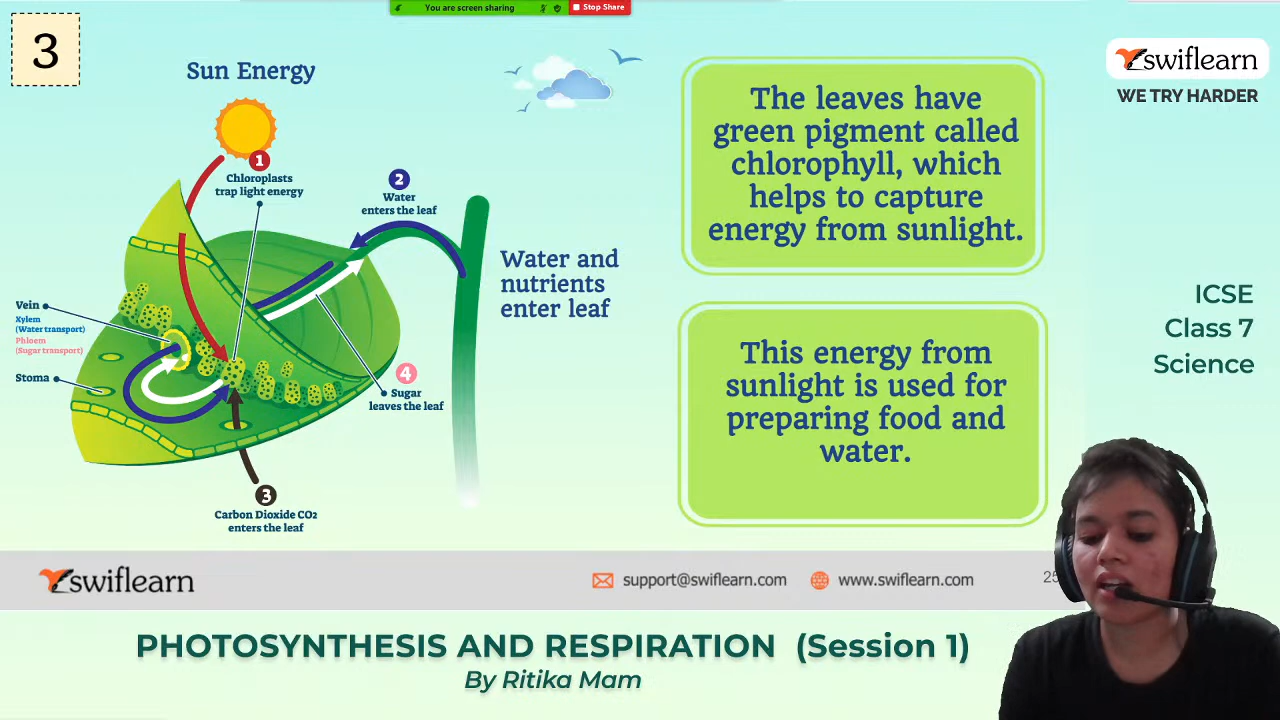 You are screen sharing
Stop Share
3
Sun Energy
1
Chloroplasts
trap light energy
2
Water
enters the leaf
Water and
nutrients
enter leaf
Vein
Xylem
(Water transport)
Phloem
(Sugar transport)
Stoma
4
Sugar
leaves the leaf
3
Carbon Dioxide CO2
enters the leaf
The leaves have
green pigment called
chlorophyll, which
helps to capture
energy from sunlight.
This energy from
sunlight is used for
preparing food and
water.
swiflearn
WE TRY HARDER
ICSE
Class 7
Science
swiflearn
support@swiflearn.com
www.swiflearn.com
25
PHOTOSYNTHESIS AND RESPIRATION (Session 1)
By Ritika Mam